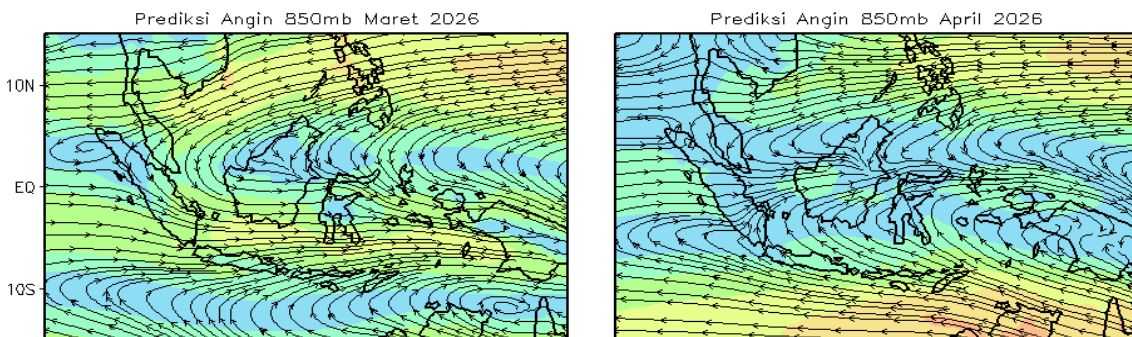 Prediksi Angin 850mb Maret 2026
Prediksi Angin 850mb April 2026
10N
EQ
10S